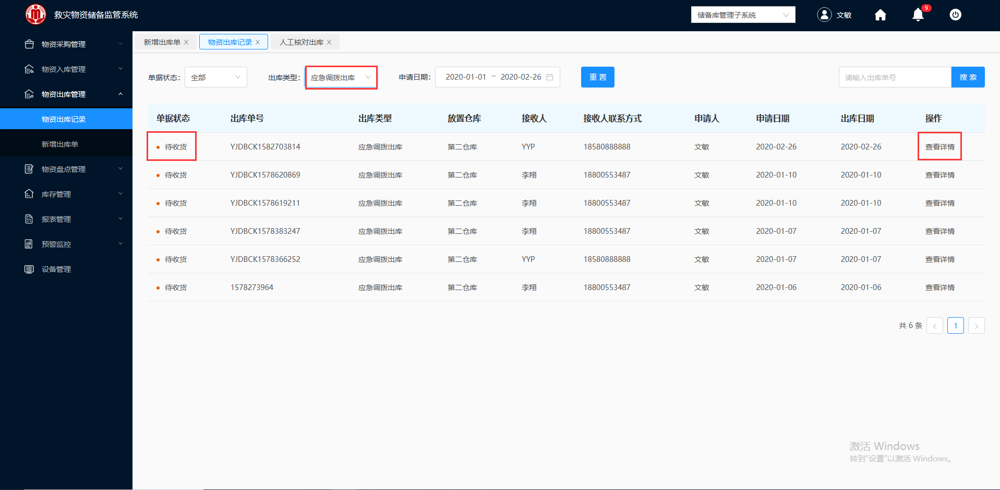 救灾物资储备监管系统
储备库管理子系统
文敏
9
物资采购管理
物资入库管理
物资出库管理
物资出库记录
新增出库单
物资盘点管理
库存管理
报表管理
预警监控
设备管理
新增出库单 物资出库记录 人工核对出库
单据状态: 全部 出库类型: 应急调拨出库 申请日期: 2020-01-01 ~ 2020-02-26 重 置 请输入出库单号 搜 索
单据状态 出库单号 出库类型 放置仓库 接收人 接收人联系方式 申请人 申请日期 出库日期 操作
待收货 YJDBCK1582703814 应急调拨出库 第二仓库 YYP 18580888888 文敏 2020-02-26 2020-02-26 查看详情
待收货 YJDBCK1578620869 应急调拨出库 第二仓库 李翔 18800553487 文敏 2020-01-10 2020-01-10 查看详情
待收货 YJDBCK1578619211 应急调拨出库 第二仓库 李翔 18800553487 文敏 2020-01-10 2020-01-10 查看详情
待收货 YJDBCK1578383247 应急调拨出库 第二仓库 李翔 18800553487 文敏 2020-01-07 2020-01-07 查看详情
待收货 YJDBCK1578366252 应急调拨出库 第二仓库 YYP 18580888888 文敏 2020-01-07 2020-01-07 查看详情
待收货 1578273964 应急调拨出库 第二仓库 李翔 18800553487 文敏 2020-01-06 2020-01-06 查看详情
共 6 条 < 1 >
激活 Windows
转到“设置”以激活 Windows。